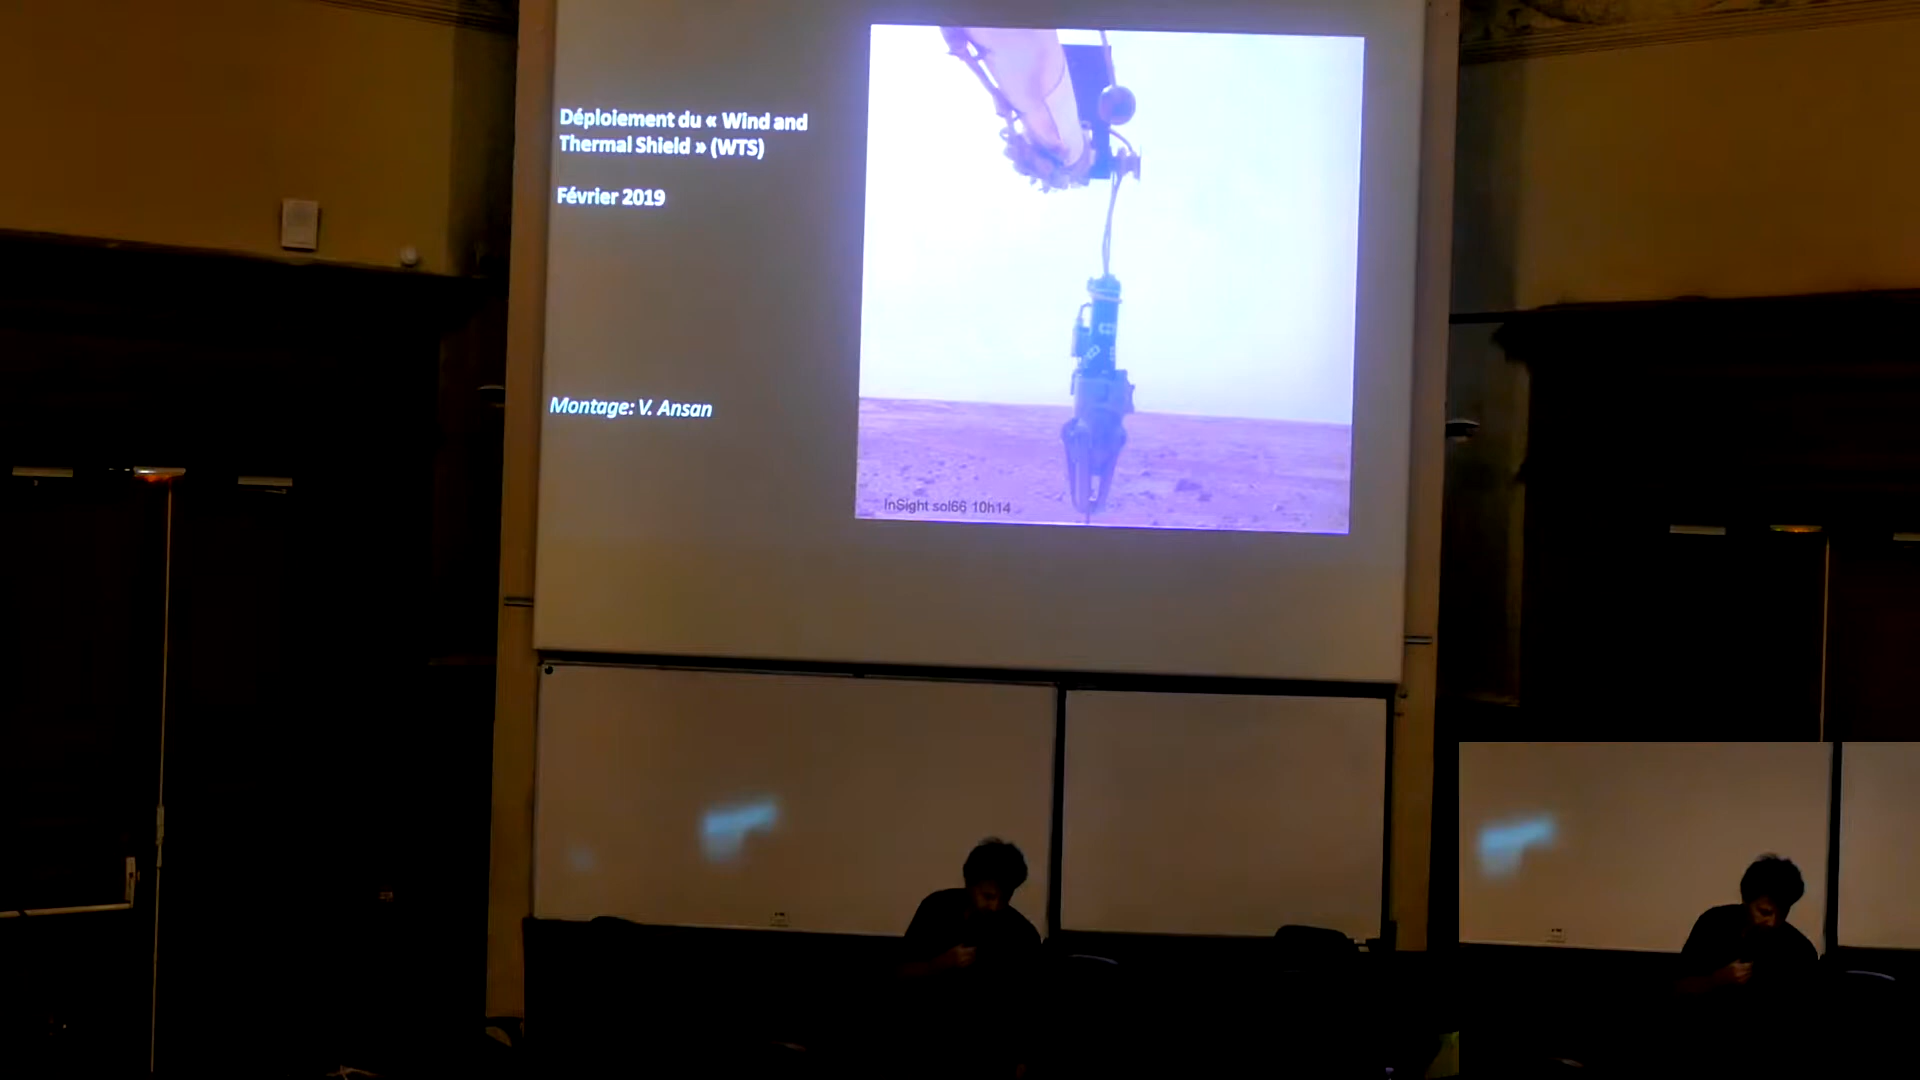 Déploiement du « Wind and
Thermal Shield » (WTS)
Février 2019
Montage: V. Ansan
InSight sol66 10h14